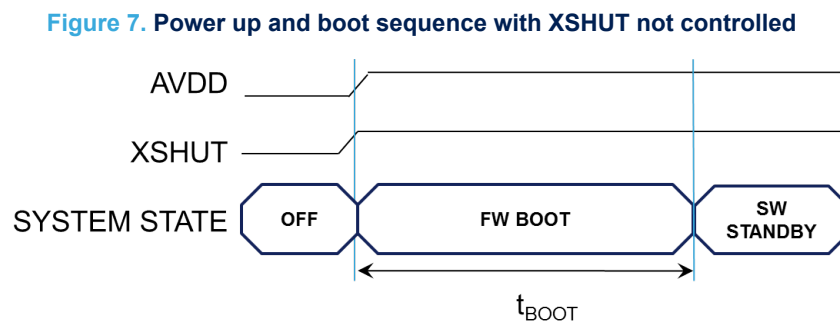 Figure 7. Power up and boot sequence with XSHUT not controlled
AVDD
XSHUT
SYSTEM STATE
OFF
FW BOOT
SW
STANDBY
tBOOT